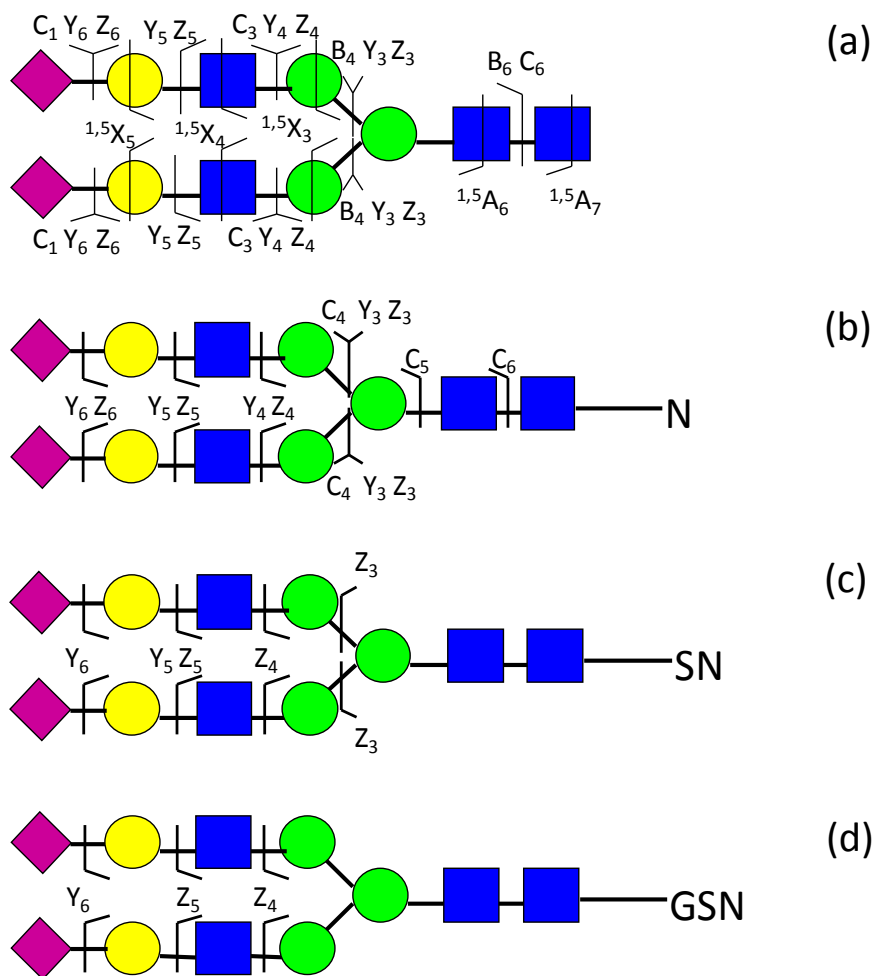 (a)
C₁ Y₆ Z₆ Y₅ Z₅ C₃ Y₄ Z₄ B₄ Y₃ Z₃ B₆ C₆
¹,⁵X₅ ¹,⁵X₄ ¹,⁵X₃
¹,⁵A₆ ¹,⁵A₇
C₁ Y₆ Z₆ Y₅ Z₅ C₃ Y₄ Z₄ B₄ Y₃ Z₃
(b)
C₄ Y₃ Z₃
C₅ C₆
Y₆ Z₆ Y₅ Z₅ Y₄ Z₄ N
C₄ Y₃ Z₃
(c)
Z₃
Y₆ Y₅ Z₅ Z₄ SN
Z₃
(d)
Y₆ Z₅ Z₄ GSN